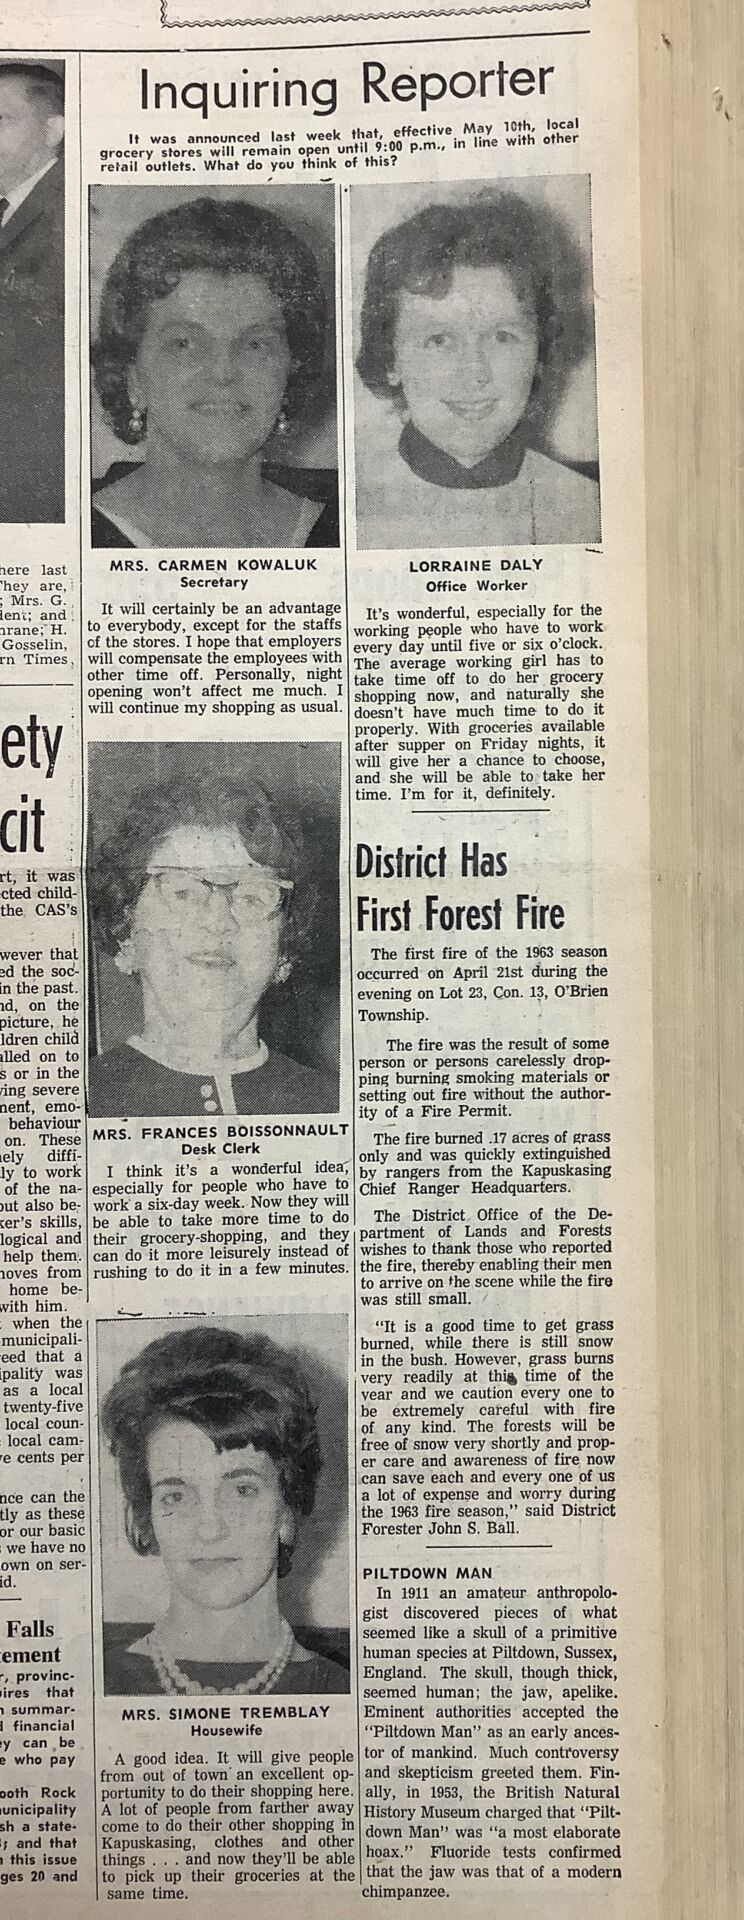 Inquiring Reporter
It was announced last week that, effective May 10th, local
grocery stores will remain open until 9:00 p.m., in line with other
retail outlets. What do you think of this?
MRS. CARMEN KOWALUK
Secretary
It will certainly be an advantage
to everybody, except for the staffs
of the stores. I hope that employers
will compensate the employees with
other time off. Personally, night
opening won't affect me much. I
will continue my shopping as usual.
LORRAINE DALY
Office Worker
It's wonderful, especially for the
working people who have to work
every day until five or six o'clock.
The average working girl has to
take time off to do her grocery
shopping now, and naturally she
doesn't have much time to do it
properly. With groceries available
after supper on Friday nights, it
will give her a chance to choose,
and she will be able to take her
time. I'm for it, definitely.
MRS. FRANCES BOISSONNAULT
Desk Clerk
I think it's a wonderful idea,
especially for people who have to
work a six-day week. Now they will
be able to take more time to do
their grocery-shopping, and they
can do it more leisurely instead of
rushing to do it in a few minutes.
MRS. SIMONE TREMBLAY
Housewife
A good idea. It will give people
from out of town an excellent op-
portunity to do their shopping here.
A lot of people from farther away
come to do their other shopping in
Kapuskasing, clothes and other
things . . . and now they'll be able
to pick up their groceries at the
same time.
District Has
First Forest Fire
The first fire of the 1963 season
occurred on April 21st during the
evening on Lot 23, Con. 13, O'Brien
Township.
The fire was the result of some
person or persons carelessly drop-
ping burning smoking materials or
setting out fire without the author-
ity of a Fire Permit.
The fire burned .17 acres of grass
only and was quickly extinguished
by rangers from the Kapuskasing
Chief Ranger Headquarters.
The District Office of the De-
partment of Lands and Forests
wishes to thank those who reported
the fire, thereby enabling their men
to arrive on the scene while the fire
was still small.
"It is a good time to get grass
burned, while there is still snow
in the bush. However, grass burns
very readily at this time of the
year and we caution every one to
be extremely careful with fire
of any kind. The forests will be
free of snow very shortly and prop-
er care and awareness of fire now
can save each and every one of us
a lot of expense and worry during
the 1963 fire season," said District
Forester John S. Ball.
PILTDOWN MAN
In 1911 an amateur anthropolo-
gist discovered pieces of what
seemed like a skull of a primitive
human species at Piltdown, Sussex,
England. The skull, though thick,
seemed human; the jaw, apelike.
Eminent authorities accepted the
"Piltdown Man" as an early ances-
tor of mankind. Much controversy
and skepticism greeted them. Fin-
ally, in 1953, the British Natural
History Museum charged that "Pilt-
down Man" was "a most elaborate
hoax." Fluoride tests confirmed
that the jaw was that of a modern
chimpanzee.